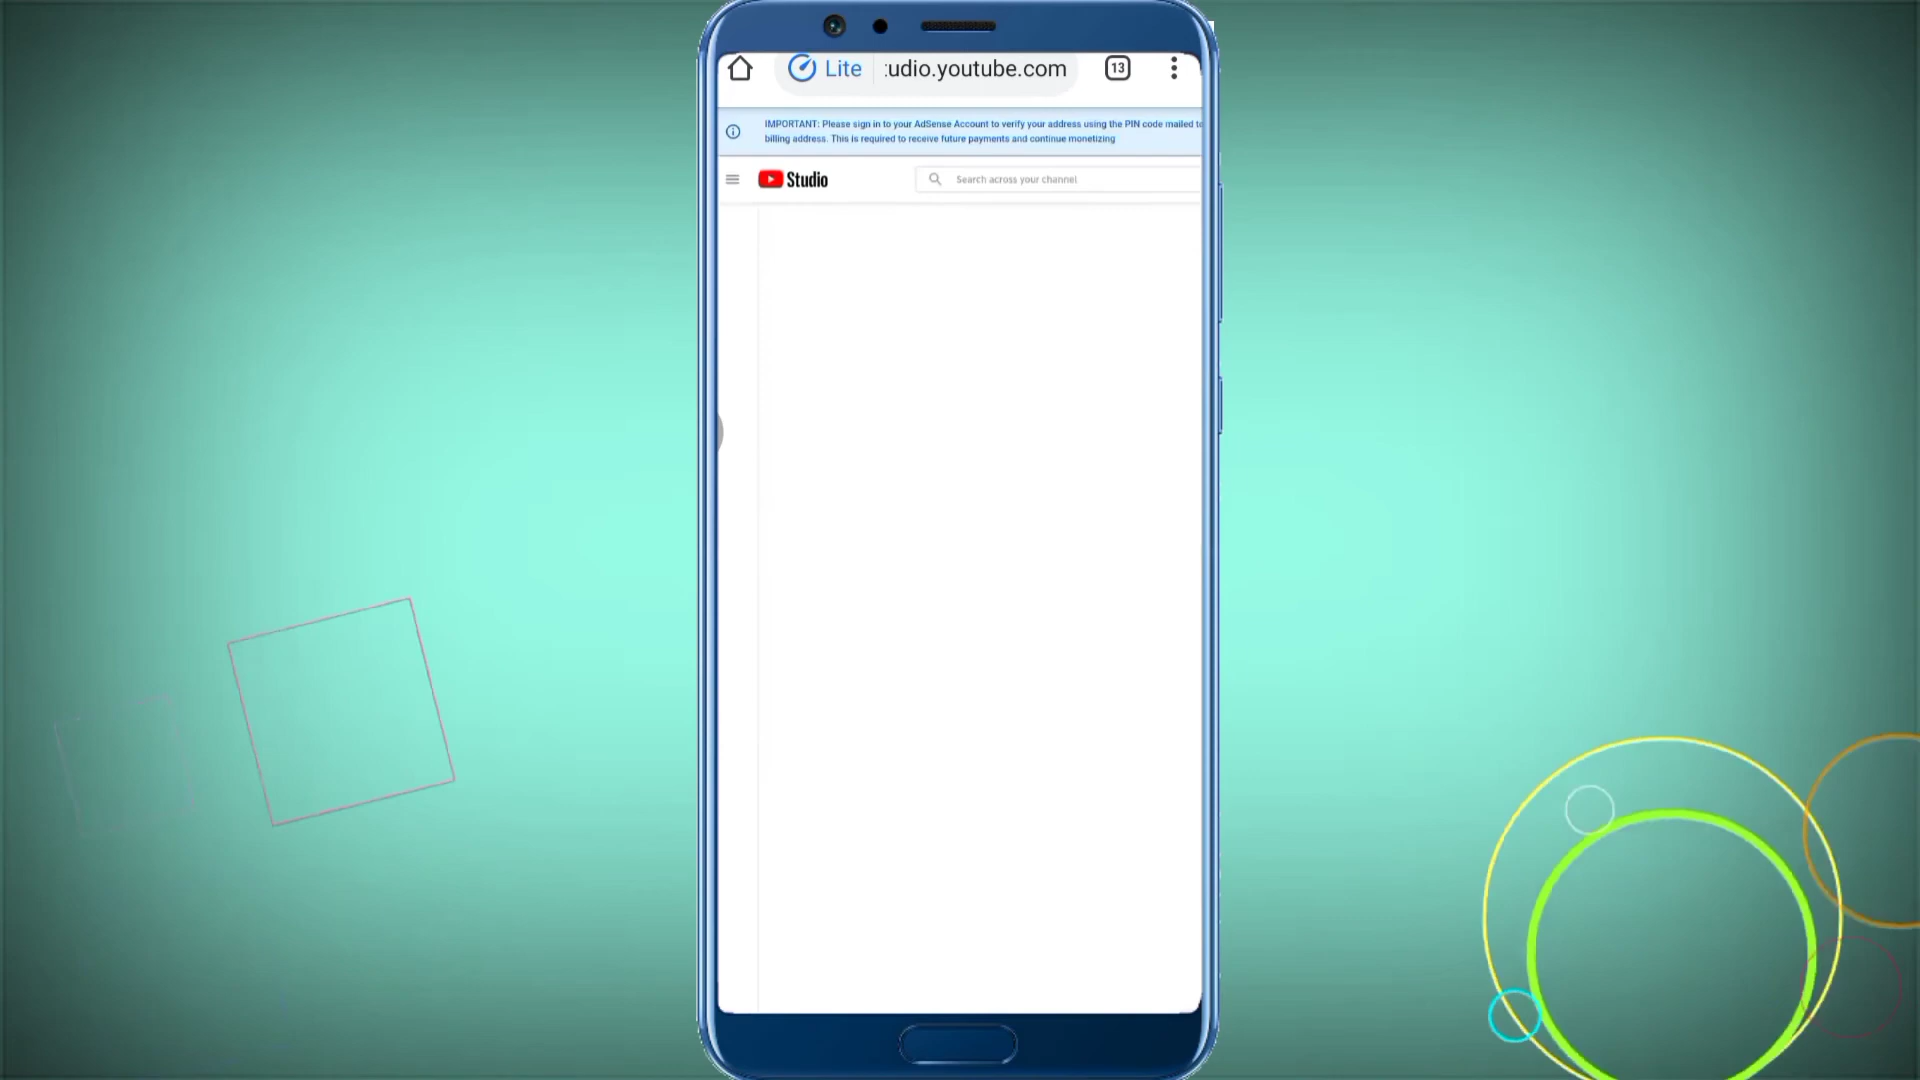 Lite :udio.youtube.com 13
IMPORTANT: Please sign in to your AdSense Account to verify your address using the PIN code mailed to
billing address. This is required to receive future payments and continue monetizing
Studio Search across your channel